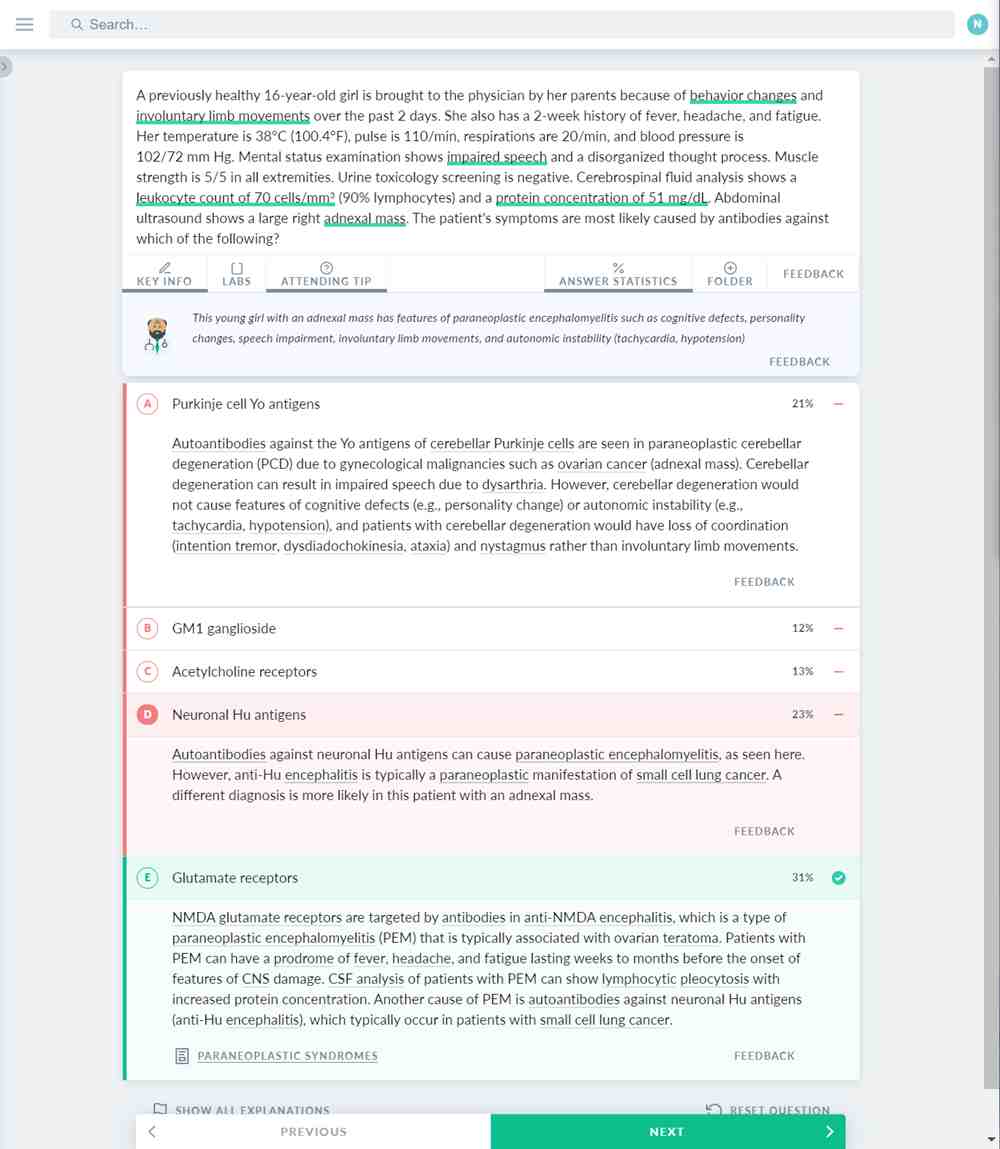 Search...
N
A previously healthy 16-year-old girl is brought to the physician by her parents because of behavior changes and
involuntary limb movements over the past 2 days. She also has a 2-week history of fever, headache, and fatigue.
Her temperature is 38°C (100.4°F), pulse is 110/min, respirations are 20/min, and blood pressure is
102/72 mm Hg. Mental status examination shows impaired speech and a disorganized thought process. Muscle
strength is 5/5 in all extremities. Urine toxicology screening is negative. Cerebrospinal fluid analysis shows a
leukocyte count of 70 cells/mm³ (90% lymphocytes) and a protein concentration of 51 mg/dL. Abdominal
ultrasound shows a large right adnexal mass. The patient's symptoms are most likely caused by antibodies against
which of the following?
KEY INFO LABS ATTENDING TIP ANSWER STATISTICS FOLDER FEEDBACK
This young girl with an adnexal mass has features of paraneoplastic encephalomyelitis such as cognitive defects, personality
changes, speech impairment, involuntary limb movements, and autonomic instability (tachycardia, hypotension)
FEEDBACK
A Purkinje cell Yo antigens 21%
Autoantibodies against the Yo antigens of cerebellar Purkinje cells are seen in paraneoplastic cerebellar
degeneration (PCD) due to gynecological malignancies such as ovarian cancer (adnexal mass). Cerebellar
degeneration can result in impaired speech due to dysarthria. However, cerebellar degeneration would
not cause features of cognitive defects (e.g., personality change) or autonomic instability (e.g.,
tachycardia, hypotension), and patients with cerebellar degeneration would have loss of coordination
(intention tremor, dysdiadochokinesia, ataxia) and nystagmus rather than involuntary limb movements.
FEEDBACK
B GM1 ganglioside 12%
C Acetylcholine receptors 13%
D Neuronal Hu antigens 23%
Autoantibodies against neuronal Hu antigens can cause paraneoplastic encephalomyelitis, as seen here.
However, anti-Hu encephalitis is typically a paraneoplastic manifestation of small cell lung cancer. A
different diagnosis is more likely in this patient with an adnexal mass.
FEEDBACK
E Glutamate receptors 31%
NMDA glutamate receptors are targeted by antibodies in anti-NMDA encephalitis, which is a type of
paraneoplastic encephalomyelitis (PEM) that is typically associated with ovarian teratoma. Patients with
PEM can have a prodrome of fever, headache, and fatigue lasting weeks to months before the onset of
features of CNS damage. CSF analysis of patients with PEM can show lymphocytic pleocytosis with
increased protein concentration. Another cause of PEM is autoantibodies against neuronal Hu antigens
(anti-Hu encephalitis), which typically occur in patients with small cell lung cancer.
PARANEOPLASTIC SYNDROMES FEEDBACK
SHOW ALL EXPLANATIONS RESET QUESTION
PREVIOUS NEXT